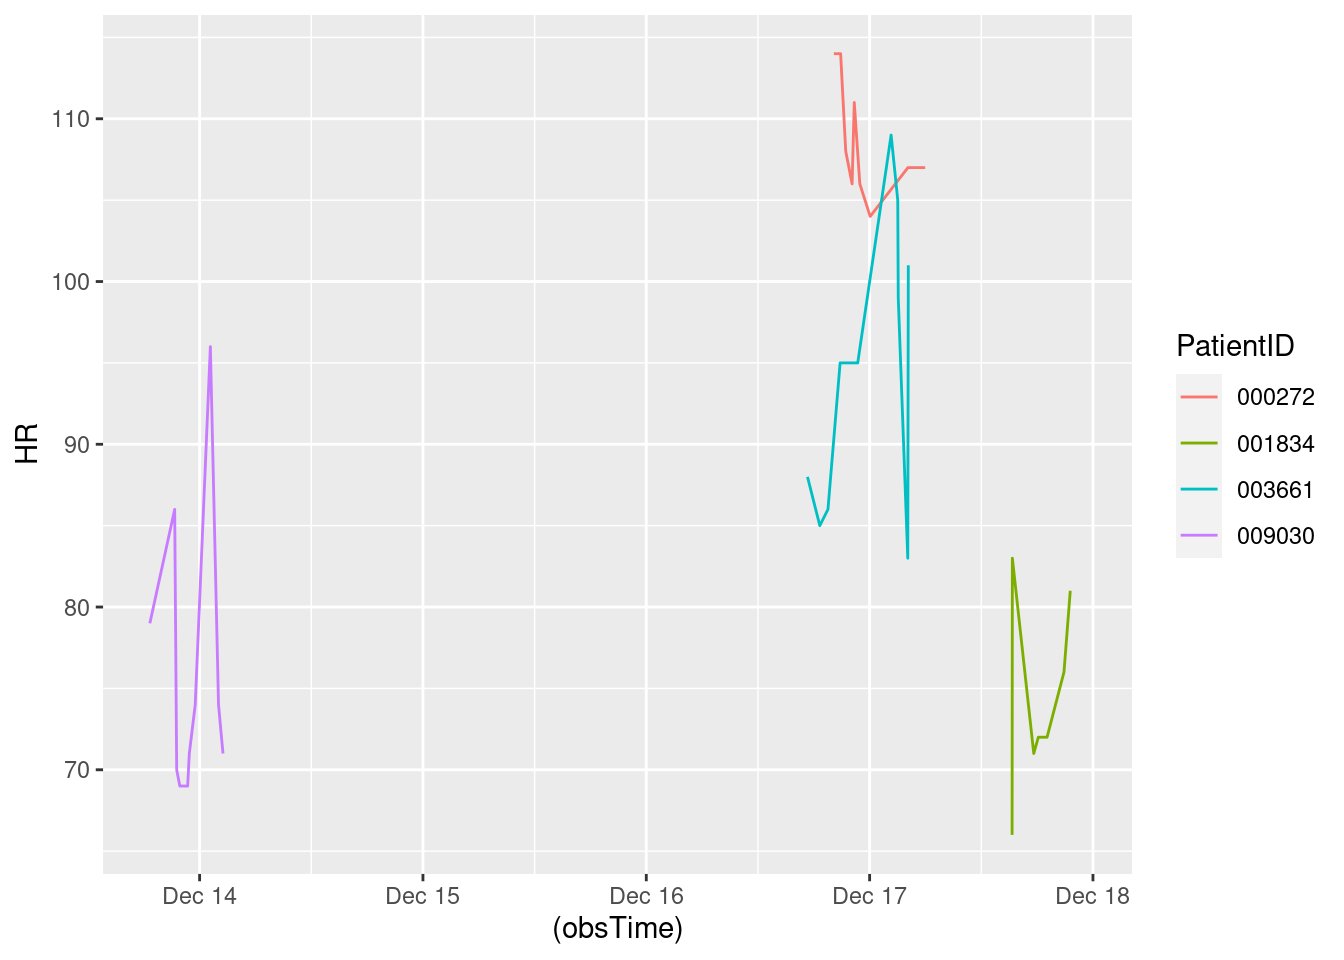 HR
110
100
90
80
70
Dec 14
Dec 15
Dec 16
Dec 17
Dec 18
(obsTime)
PatientID
000272
001834
003661
009030